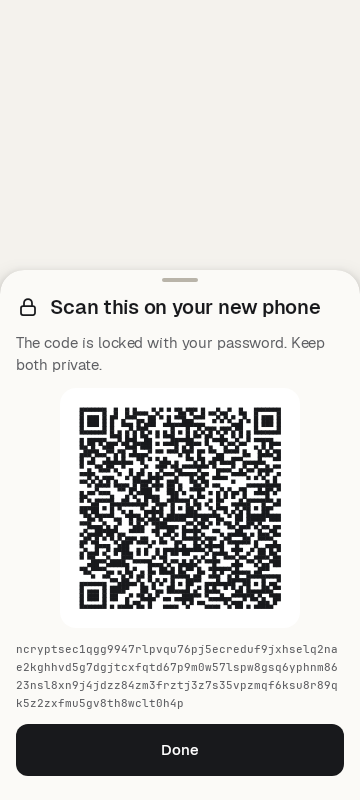 Scan this on your new phone
The code is locked with your password. Keep
both private.
ncryptsec1qgg9947rlpvqu76pj5ecreduf9jxhselq2na
e2kghhvd5g7dgjtcxfqtd67p9m0w57lspw8gsq6yphnm86
23nsl8xn9j4jdzz84zm3frztj3z7s35vpzmqf6ksu8r89q
k5z2zxfmu5gv8th8wclt0h4p
Done